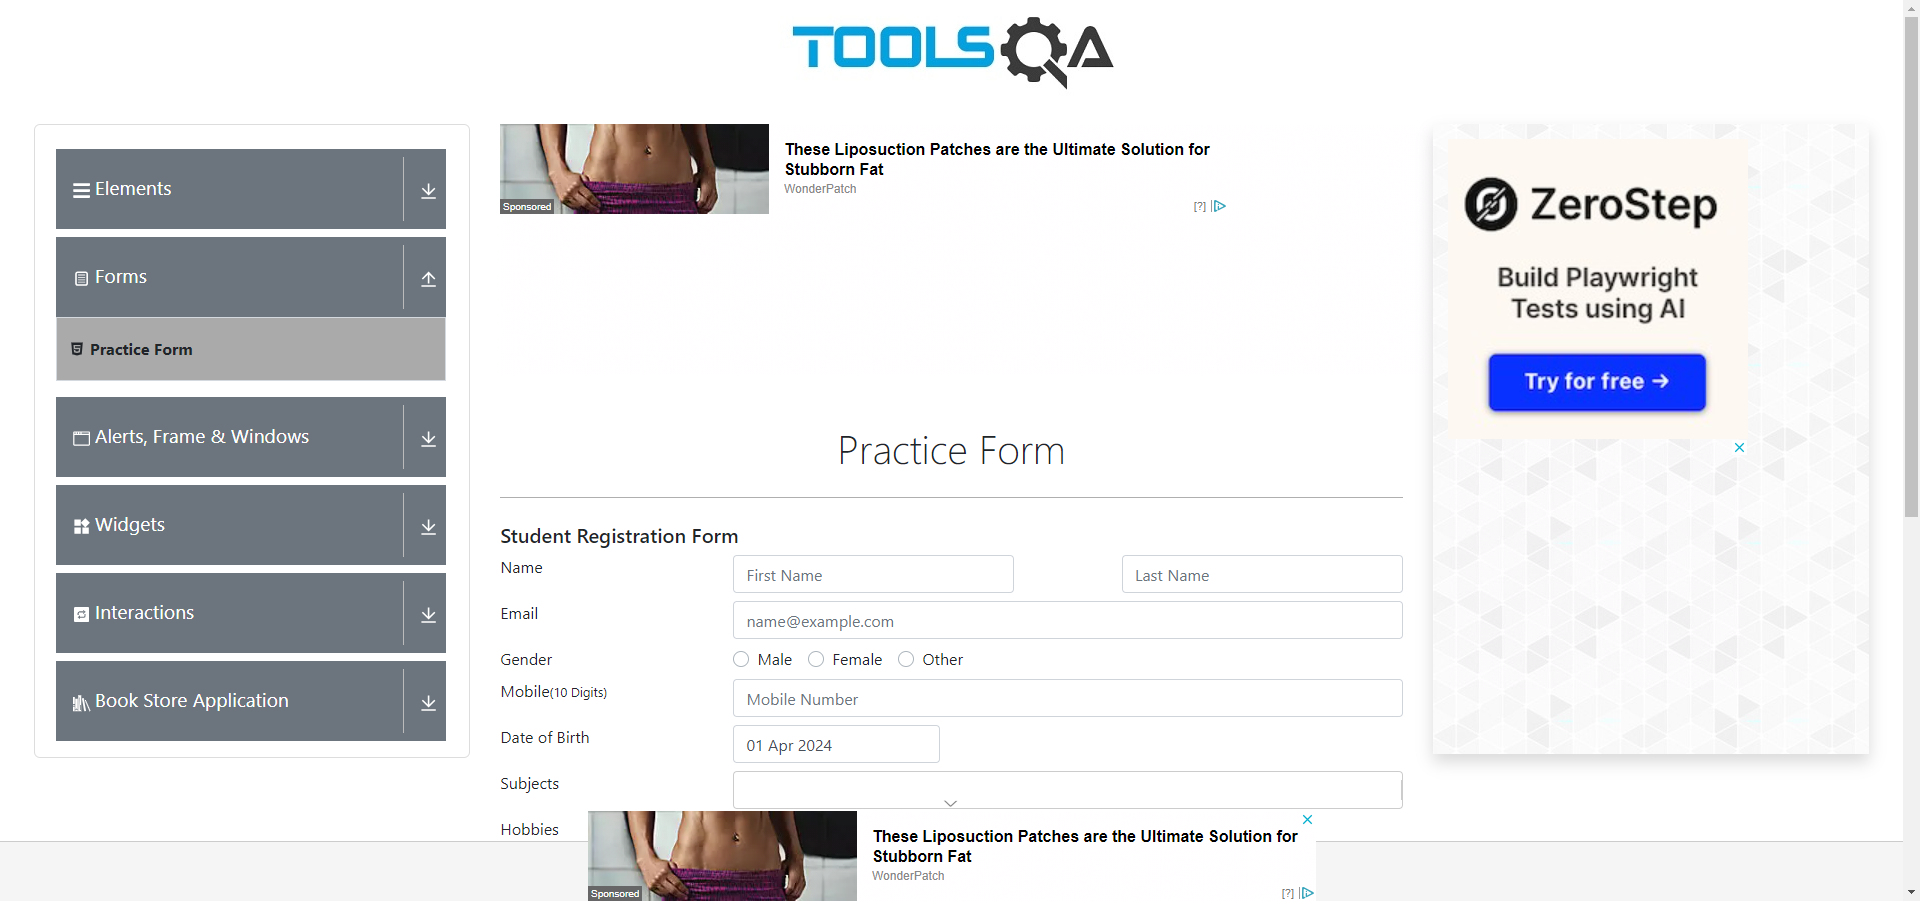 TOOLSQA
Elements
Forms
Practice Form
Alerts, Frame & Windows
Widgets
Interactions
Book Store Application
Sponsored
These Liposuction Patches are the Ultimate Solution for
Stubborn Fat
WonderPatch
[?]
Practice Form
Student Registration Form
Name
First Name
Last Name
Email
name@example.com
Gender
Male
Female
Other
Mobile(10 Digits)
Mobile Number
Date of Birth
01 Apr 2024
Subjects
Hobbies
Sponsored
These Liposuction Patches are the Ultimate Solution for
Stubborn Fat
WonderPatch
[?]
ZeroStep
Build Playwright
Tests using AI
Try for free →